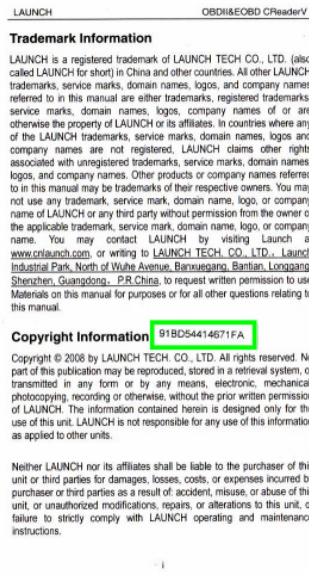 LAUNCH OBDII&EOBD CReaderV
Trademark Information
LAUNCH is a registered trademark of LAUNCH TECH CO., LTD. (also
called LAUNCH for short) in China and other countries. All other LAUNCH
trademarks, service marks, domain names, logos, and company names
referred to in this manual are either trademarks, registered trademarks,
service marks, domain names, logos, company names of or are
otherwise the property of LAUNCH or its affiliates. In countries where any
of the LAUNCH trademarks, service marks, domain names, logos and
company names are not registered, LAUNCH claims other rights
associated with unregistered trademarks, service marks, domain names,
logos, and company names. Other products or company names referred
to in this manual may be trademarks of their respective owners. You may
not use any trademark, service mark, domain name, logo, or company
name of LAUNCH or any third party without permission from the owner o
the applicable trademark, service mark, domain name, logo, or company
name. You may contact LAUNCH by visiting Launch a
www.cnlaunch.com, or writing to LAUNCH TECH. CO., LTD., Launch
Industrial Park, North of Wuhe Avenue, Banxuegang, Bantian, Longgang,
Shenzhen, Guangdong, P.R.China, to request written permission to use
Materials on this manual for purposes or for all other questions relating to
this manual.
Copyright Information 91BD54414671FA
Copyright © 2008 by LAUNCH TECH. CO., LTD. All rights reserved. No
part of this publication may be reproduced, stored in a retrieval system, o
transmitted in any form or by any means, electronic, mechanical,
photocopying, recording or otherwise, without the prior written permission
of LAUNCH. The information contained herein is designed only for the
use of this unit. LAUNCH is not responsible for any use of this information
as applied to other units.
Neither LAUNCH nor its affiliates shall be liable to the purchaser of this
unit or third parties for damages, losses, costs, or expenses incurred b
purchaser or third parties as a result of: accident, misuse, or abuse of this
unit, or unauthorized modifications, repairs, or alterations to this unit, o
failure to strictly comply with LAUNCH operating and maintenance
instructions.
i